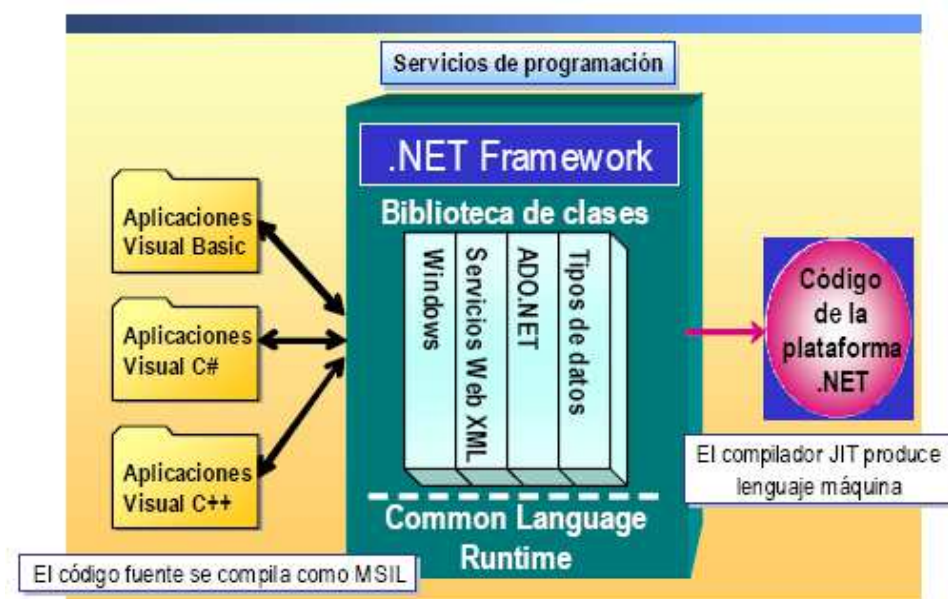 Servicios de programación
.NET Framework
Biblioteca de clases
Windows
Servicios Web XML
ADO.NET
Tipos de datos
Common Language
Runtime
Aplicaciones
Visual Basic
Aplicaciones
Visual C#
Aplicaciones
Visual C++
El código fuente se compila como MSIL
Código
de la
plataforma
.NET
El compilador JIT produce
lenguaje máquina